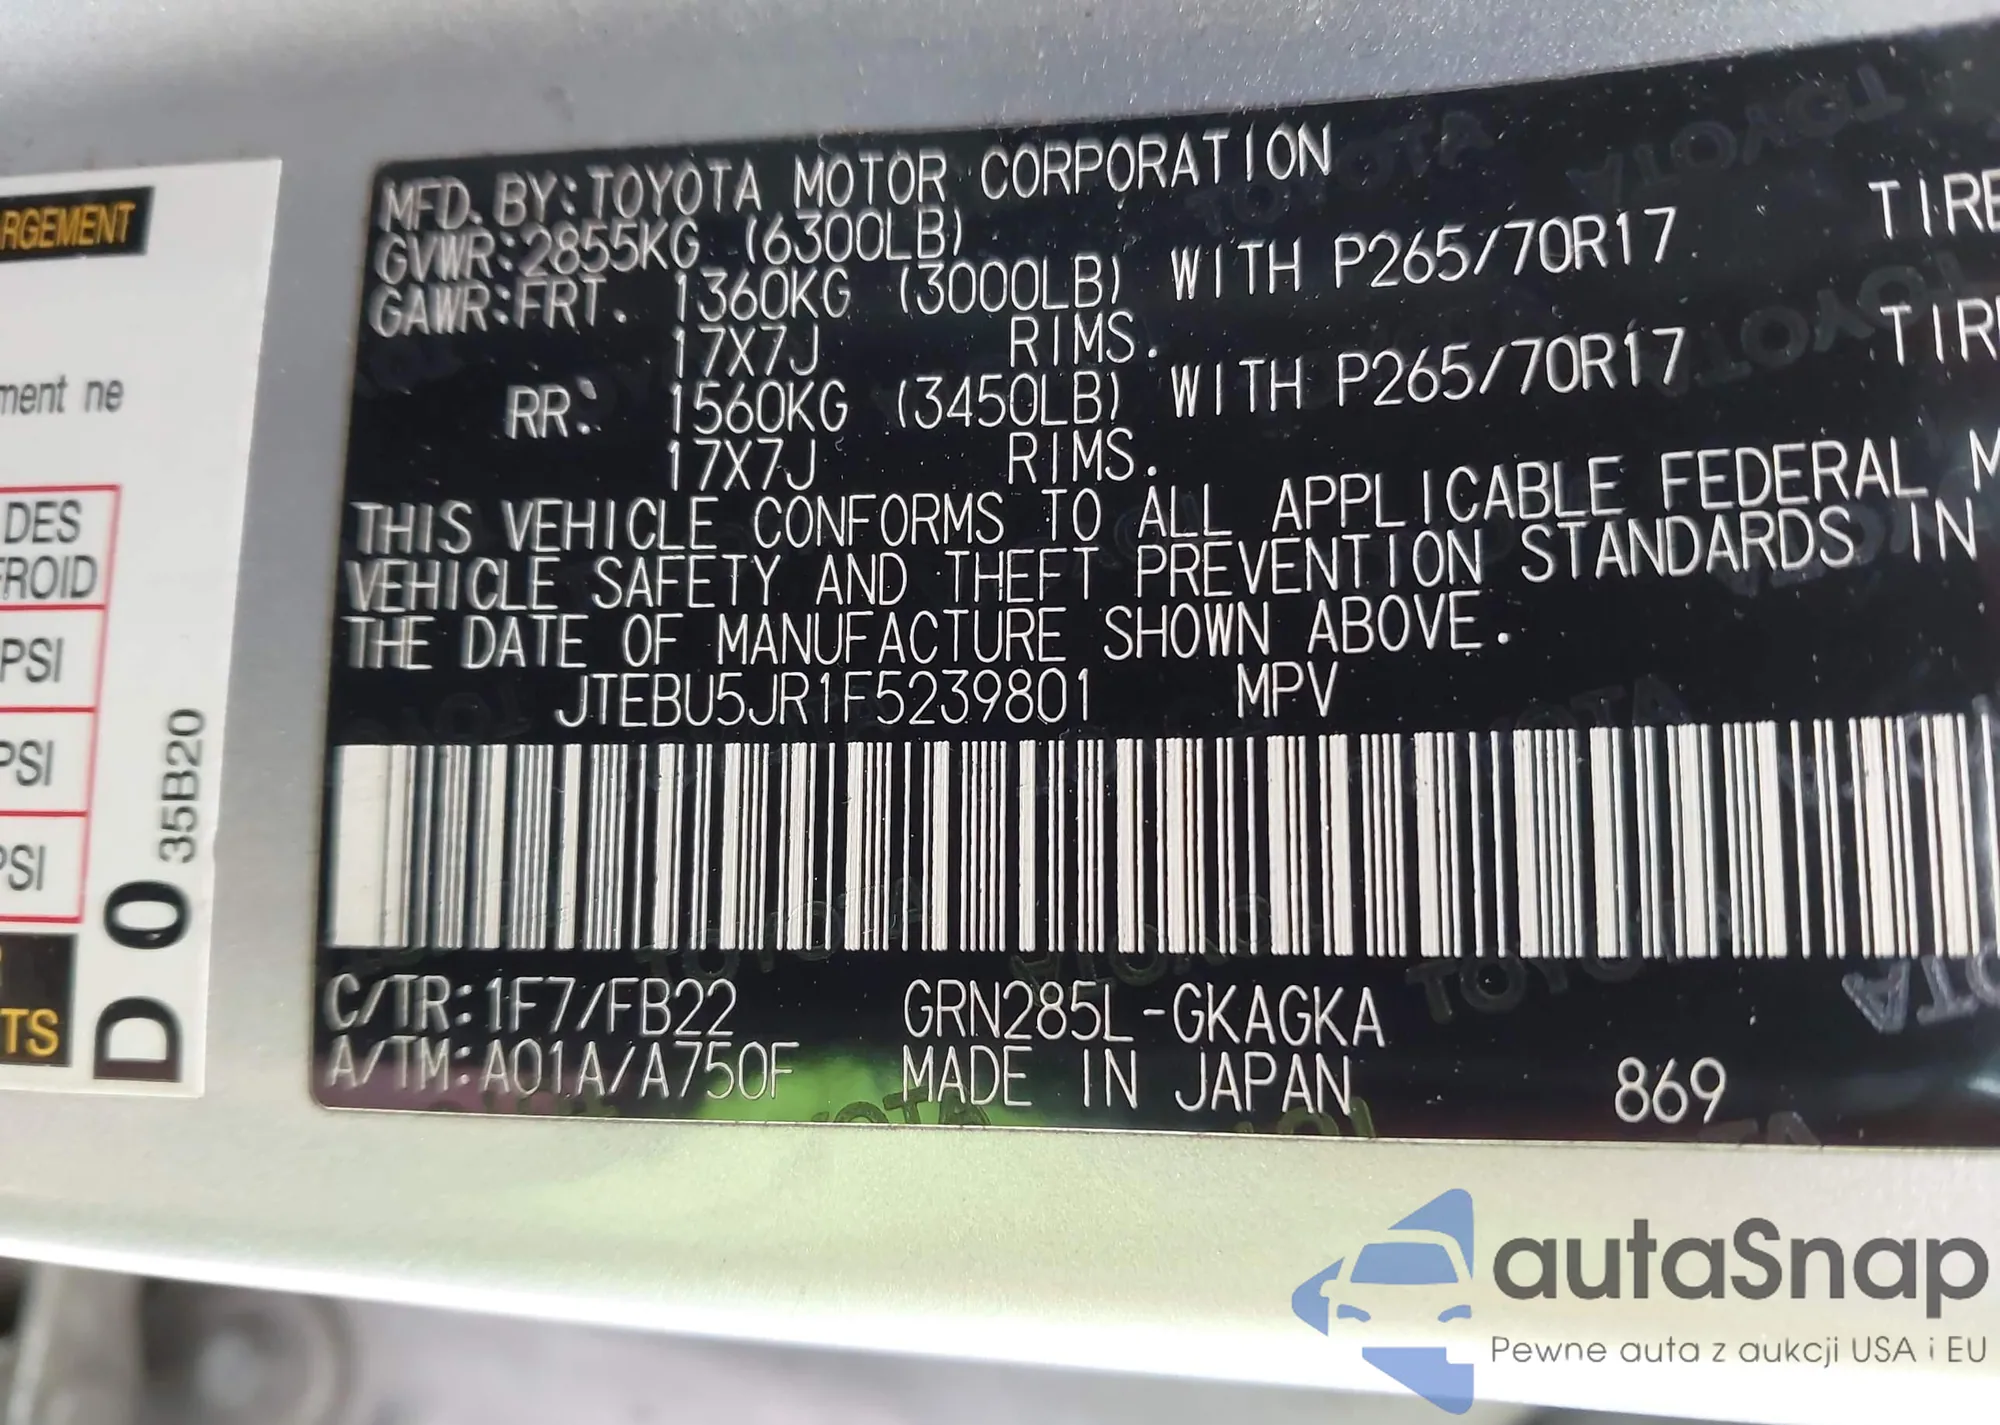 RGEMENT
ment ne
DES
FROID
PSI
PSI
PSI
TS
D O 35B20
MFD. BY: TOYOTA MOTOR CORPORATION
GVWR: 2855KG (6300LB)
GAWR: FRT. 1360KG (3000LB) WITH P265/70R17 TIRE
17X7J RIMS.
RR: 1560KG (3450LB) WITH P265/70R17 TIR
17X7J RIMS.
THIS VEHICLE CONFORMS TO ALL APPLICABLE FEDERAL M
VEHICLE SAFETY AND THEFT PREVENTION STANDARDS IN
THE DATE OF MANUFACTURE SHOWN ABOVE.
JTEBU5JR1F5239801 MPV
C/TR: 1F7/FB22 GRN285L-GKAGKA
A/TM: A01A/A750F MADE IN JAPAN 869
autaSnap
Pewne auta z aukcji USA i EU